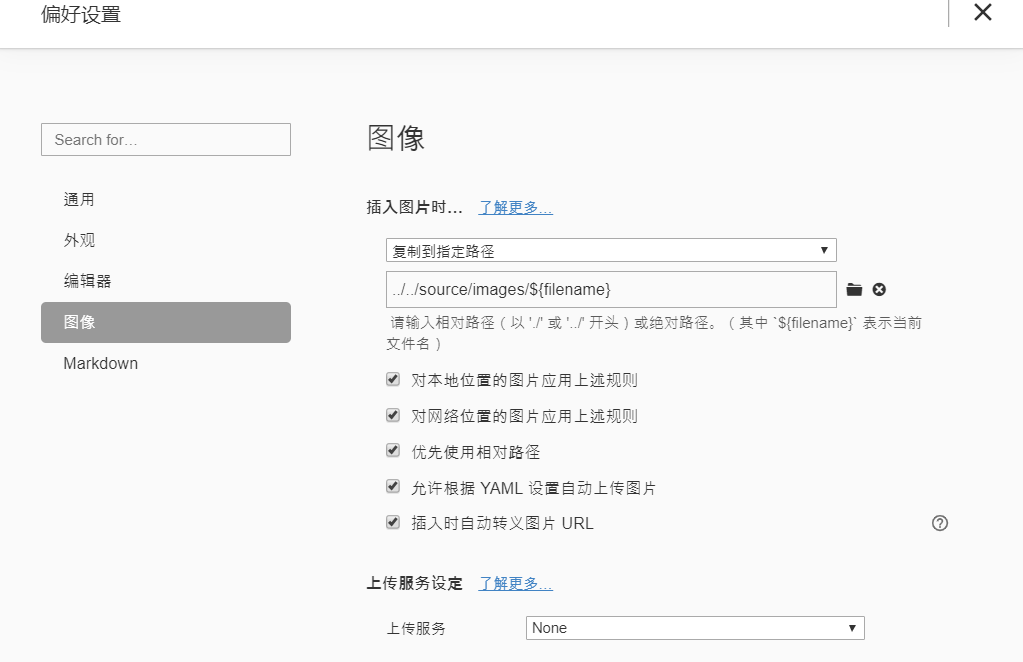 偏好设置
Search for…
通用
外观
编辑器
图像
Markdown
图像
插入图片时... 了解更多...
复制到指定路径
../../source/images/${filename}
请输入相对路径（以 './' 或 '../' 开头）或绝对路径。（其中 `${filename}` 表示当前
文件名）
对本地位置的图片应用上述规则
对网络位置的图片应用上述规则
优先使用相对路径
允许根据 YAML 设置自动上传图片
插入时自动转义图片 URL
上传服务设定 了解更多...
上传服务 None